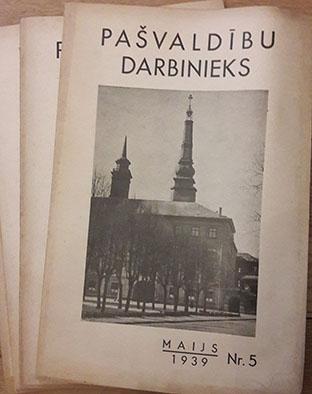 PAŠVALDĪBU
DARBINIEKS
MAIJS
1939 Nr. 5